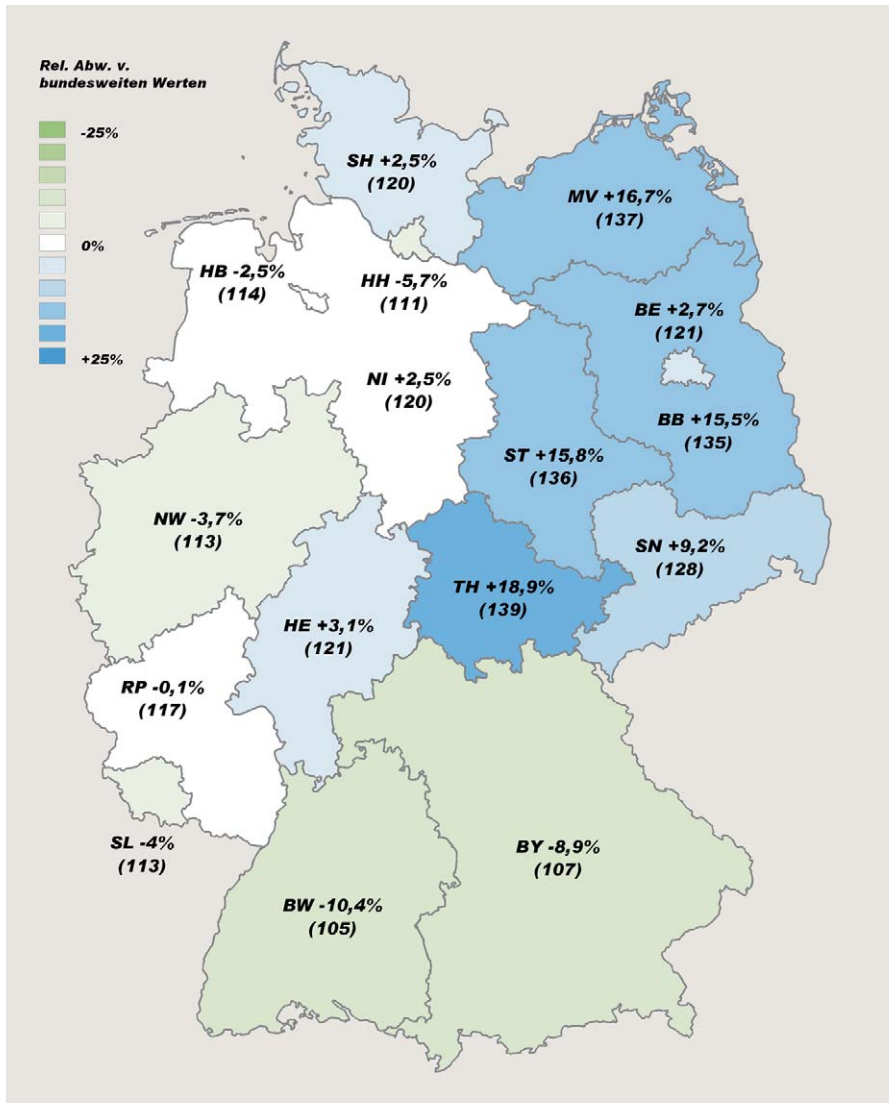 Rel. Abw. v.
bundesweiten Werten
-25%
0%
+25%
SH +2,5%
(120)
MV +16,7%
(137)
HB -2,5%
(114)
HH -5,7%
(111)
BE +2,7%
(121)
NI +2,5%
(120)
BB +15,5%
(135)
ST +15,8%
(136)
NW -3,7%
(113)
SN +9,2%
(128)
TH +18,9%
(139)
HE +3,1%
(121)
RP -0,1%
(117)
SL -4%
(113)
BY -8,9%
(107)
BW -10,4%
(105)